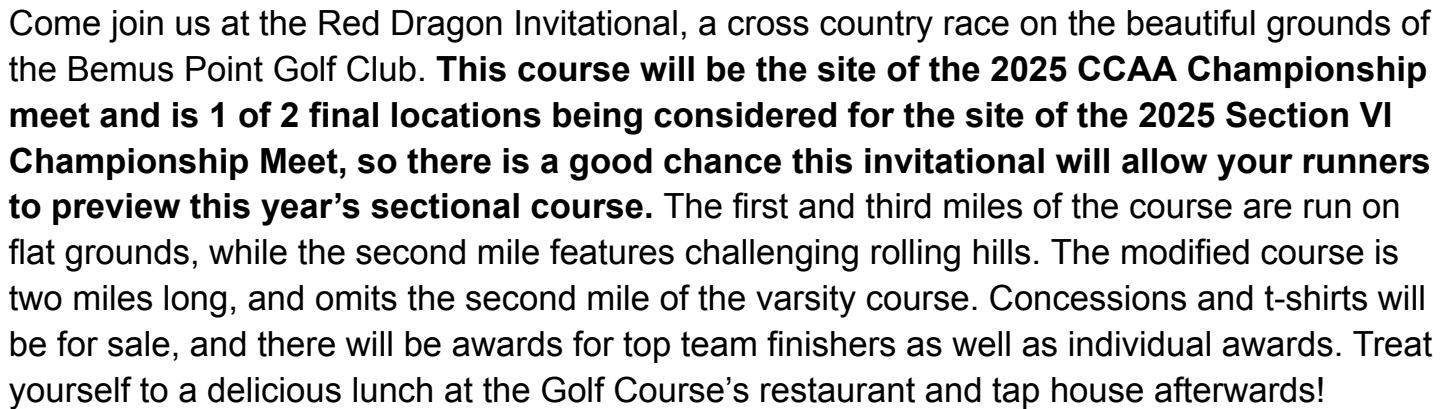 Come join us at the Red Dragon Invitational, a cross country race on the beautiful grounds of
the Bemus Point Golf Club. This course will be the site of the 2025 CCAA Championship
meet and is 1 of 2 final locations being considered for the site of the 2025 Section VI
Championship Meet, so there is a good chance this invitational will allow your runners
to preview this year’s sectional course. The first and third miles of the course are run on
flat grounds, while the second mile features challenging rolling hills. The modified course is
two miles long, and omits the second mile of the varsity course. Concessions and t-shirts will
be for sale, and there will be awards for top team finishers as well as individual awards. Treat
yourself to a delicious lunch at the Golf Course’s restaurant and tap house afterwards!